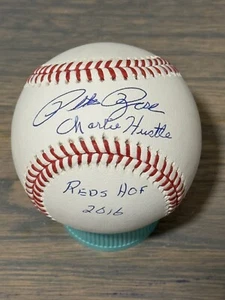 Pete Rose
Charlie Hustle
REDS HOF
2016